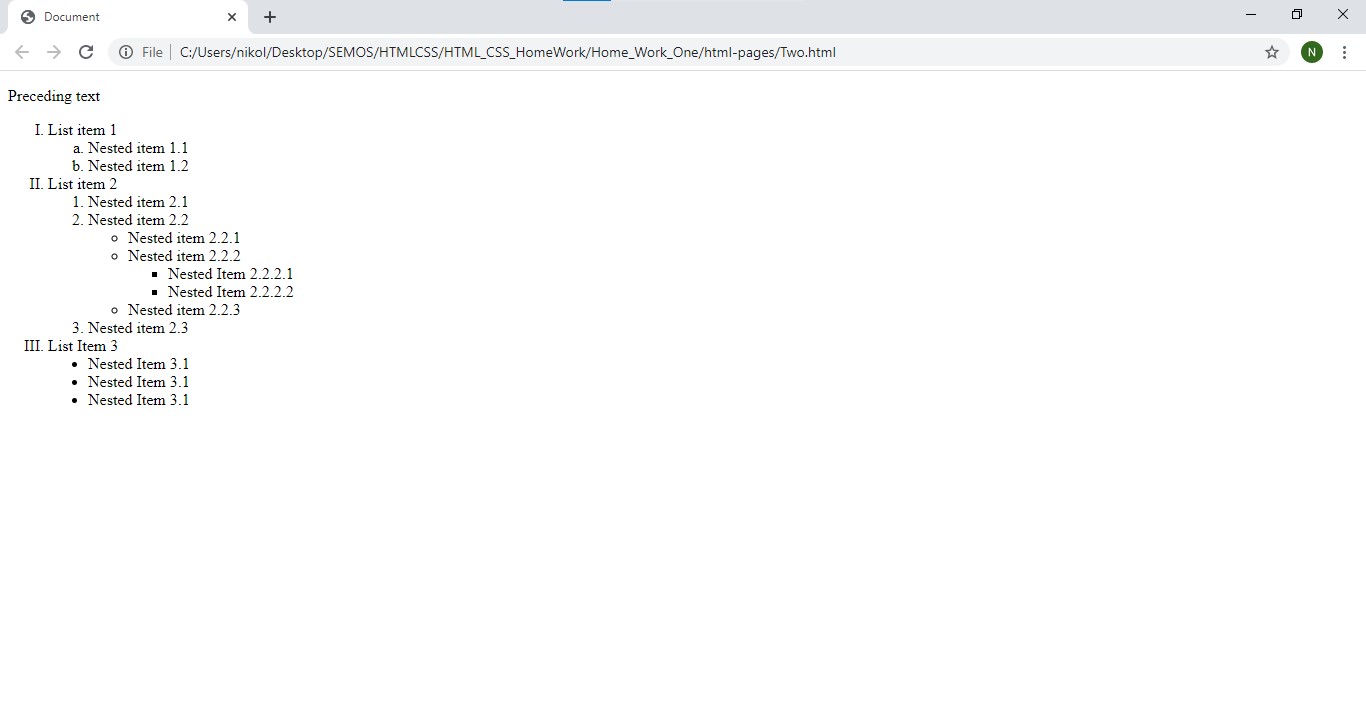 Document
File C:/Users/nikol/Desktop/SEMOS/HTMLCSS/HTML_CSS_HomeWork/Home_Work_One/html-pages/Two.html
N
Preceding text
I. List item 1
a. Nested item 1.1
b. Nested item 1.2
II. List item 2
1. Nested item 2.1
2. Nested item 2.2
Nested item 2.2.1
Nested item 2.2.2
Nested Item 2.2.2.1
Nested Item 2.2.2.2
Nested item 2.2.3
3. Nested item 2.3
III. List Item 3
Nested Item 3.1
Nested Item 3.1
Nested Item 3.1